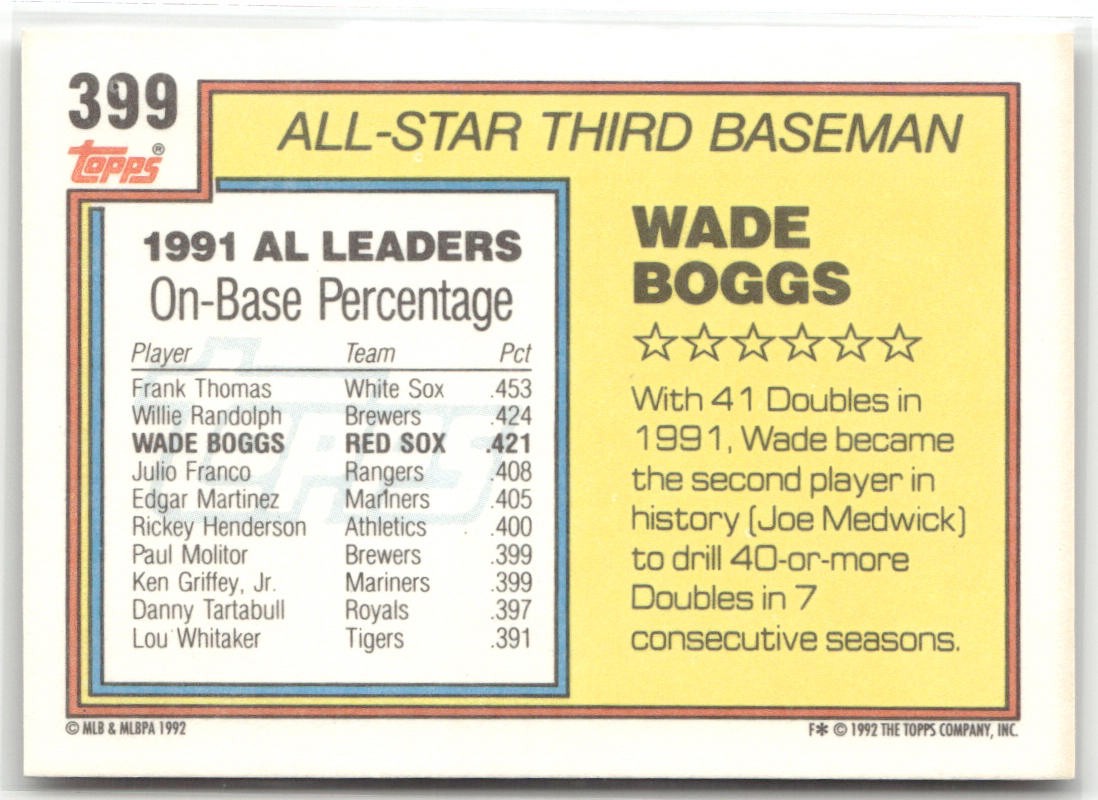 399
topps®
ALL-STAR THIRD BASEMAN
1991 AL LEADERS
On-Base Percentage
Player Team Pct
Frank Thomas White Sox .453
Willie Randolph Brewers .424
WADE BOGGS RED SOX .421
Julio Franco Rangers .408
Edgar Martinez Mariners .405
Rickey Henderson Athletics .400
Paul Molitor Brewers .399
Ken Griffey, Jr. Mariners .399
Danny Tartabull Royals .397
Lou Whitaker Tigers .391
TOPPS
WADE
BOGGS
☆☆☆☆☆☆
With 41 Doubles in
1991, Wade became
the second player in
history (Joe Medwick)
to drill 40-or-more
Doubles in 7
consecutive seasons.
© MLB & MLBPA 1992
F* © 1992 THE TOPPS COMPANY, INC.